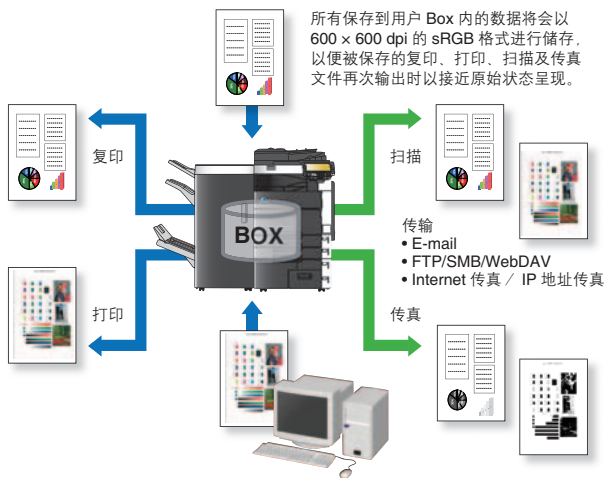 所有保存到用户 Box 内的数据将会以
600 × 600 dpi 的 sRGB 格式进行储存,
以便被保存的复印、打印、扫描及传真
文件再次输出时以接近原始状态呈现。
复印
扫描
BOX
传输
• E-mail
• FTP/SMB/WebDAV
• Internet 传真 / IP 地址传真
打印
传真